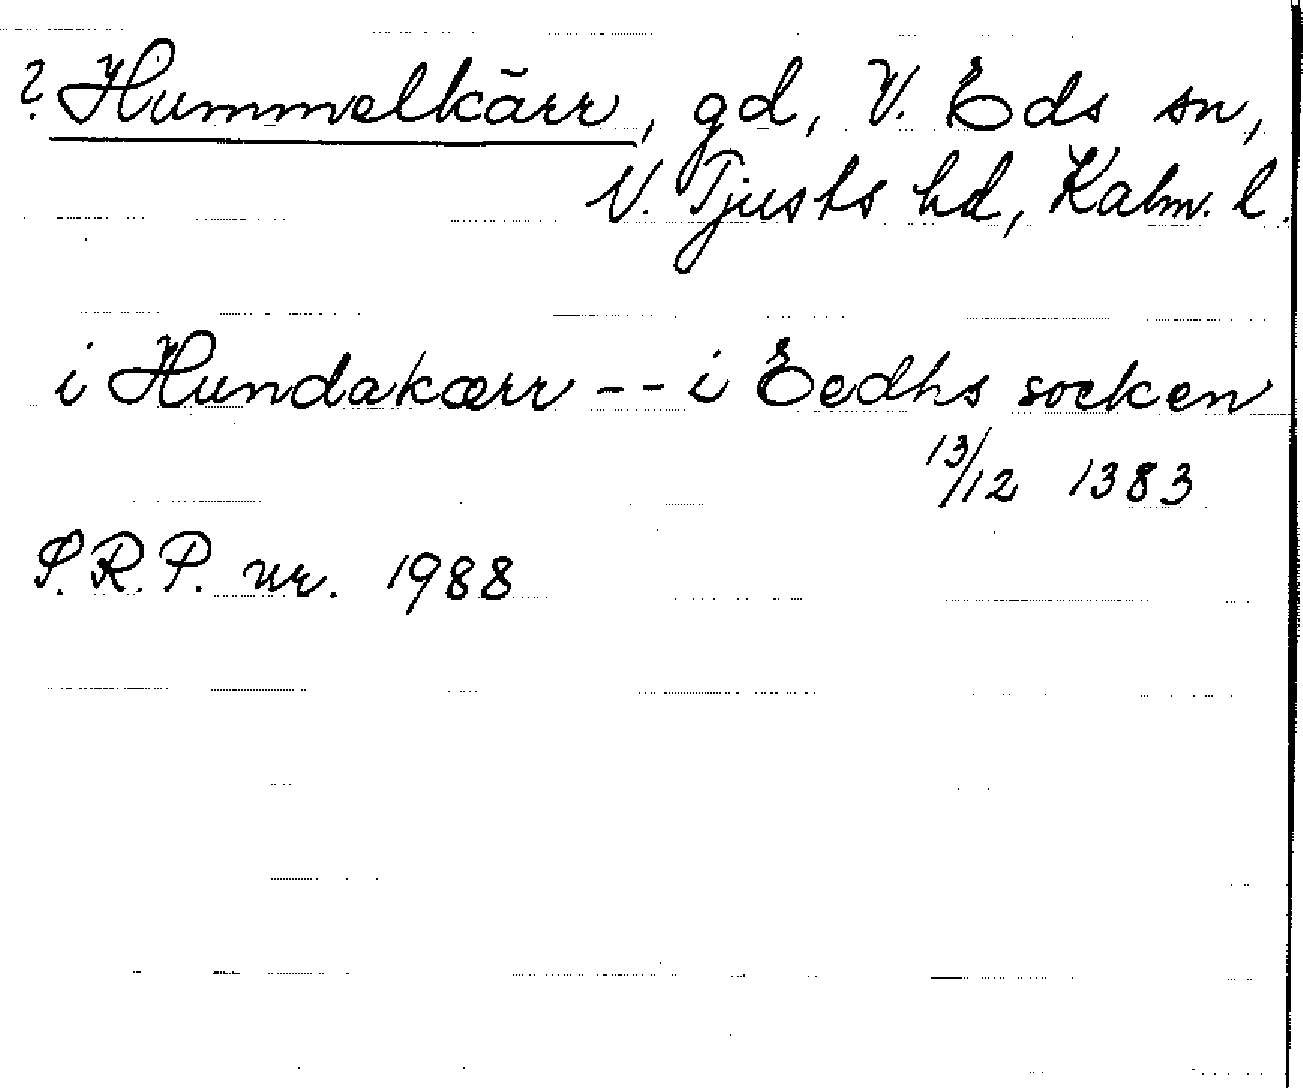 ? Hummelkärr, gd, V. Eds sn,
N. Tjusts hd, Kalm. l.
i Hundakærr -- i Eedhs socken
13/12 1383
S.R.P. nr. 1988